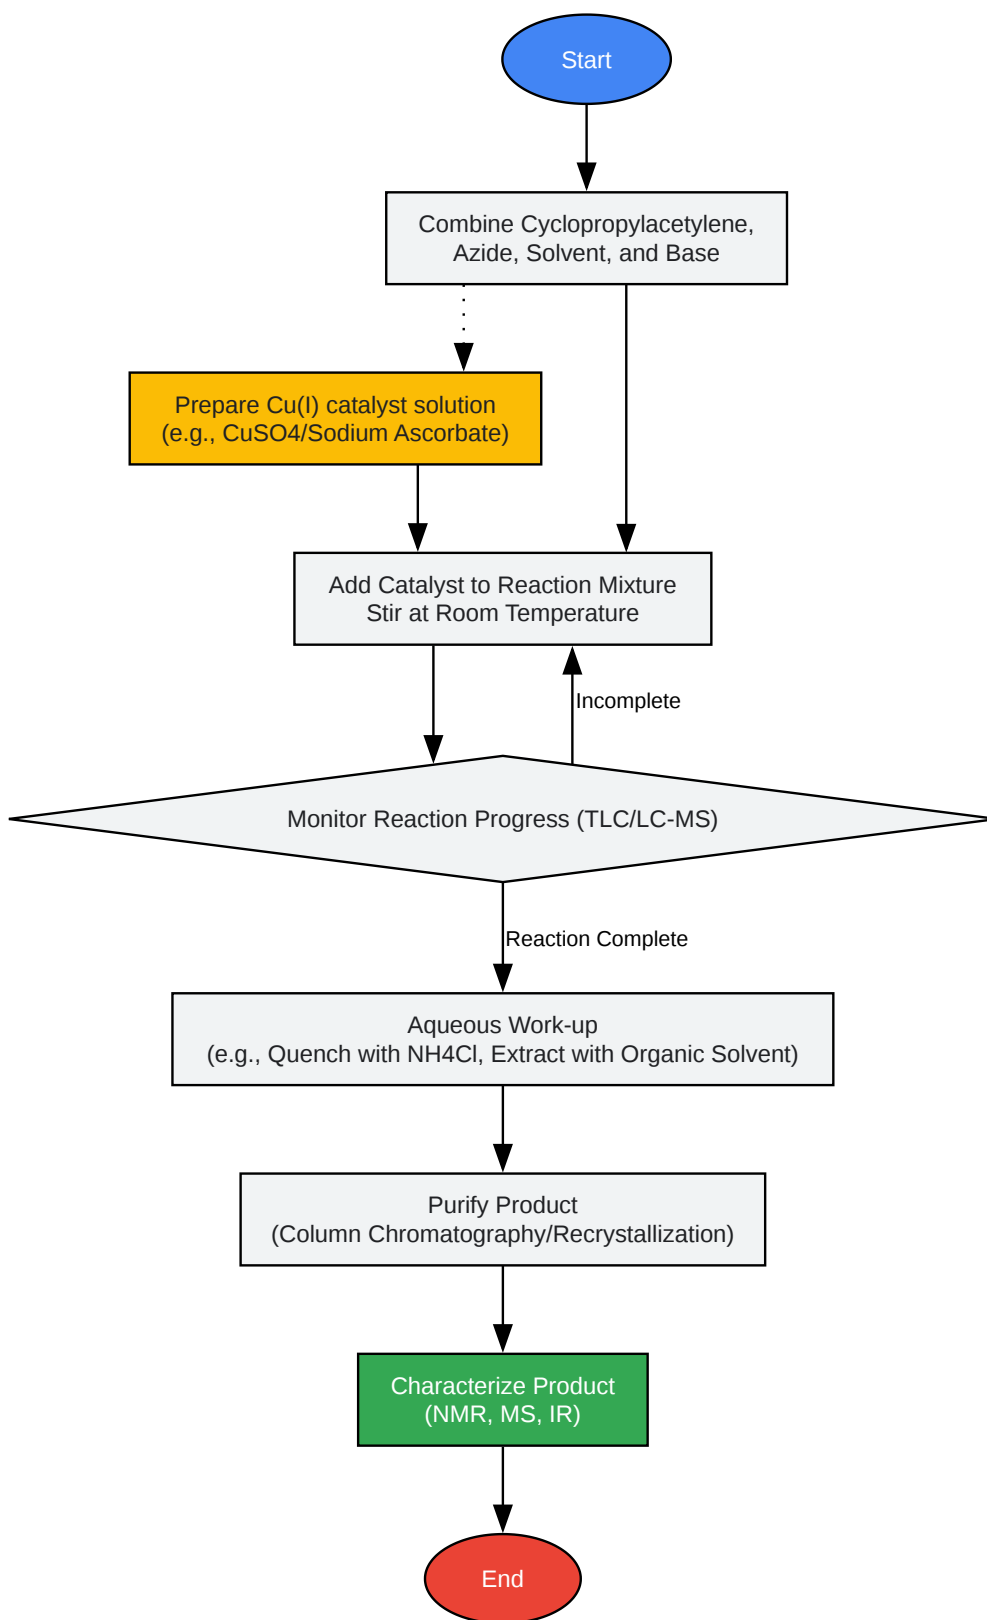 Start
Combine Cyclopropylacetylene,
Azide, Solvent, and Base
Prepare Cu(I) catalyst solution
(e.g., CuSO4/Sodium Ascorbate)
Add Catalyst to Reaction Mixture
Stir at Room Temperature
Incomplete
Monitor Reaction Progress (TLC/LC-MS)
Reaction Complete
Aqueous Work-up
(e.g., Quench with NH4Cl, Extract with Organic Solvent)
Purify Product
(Column Chromatography/Recrystallization)
Characterize Product
(NMR, MS, IR)
End